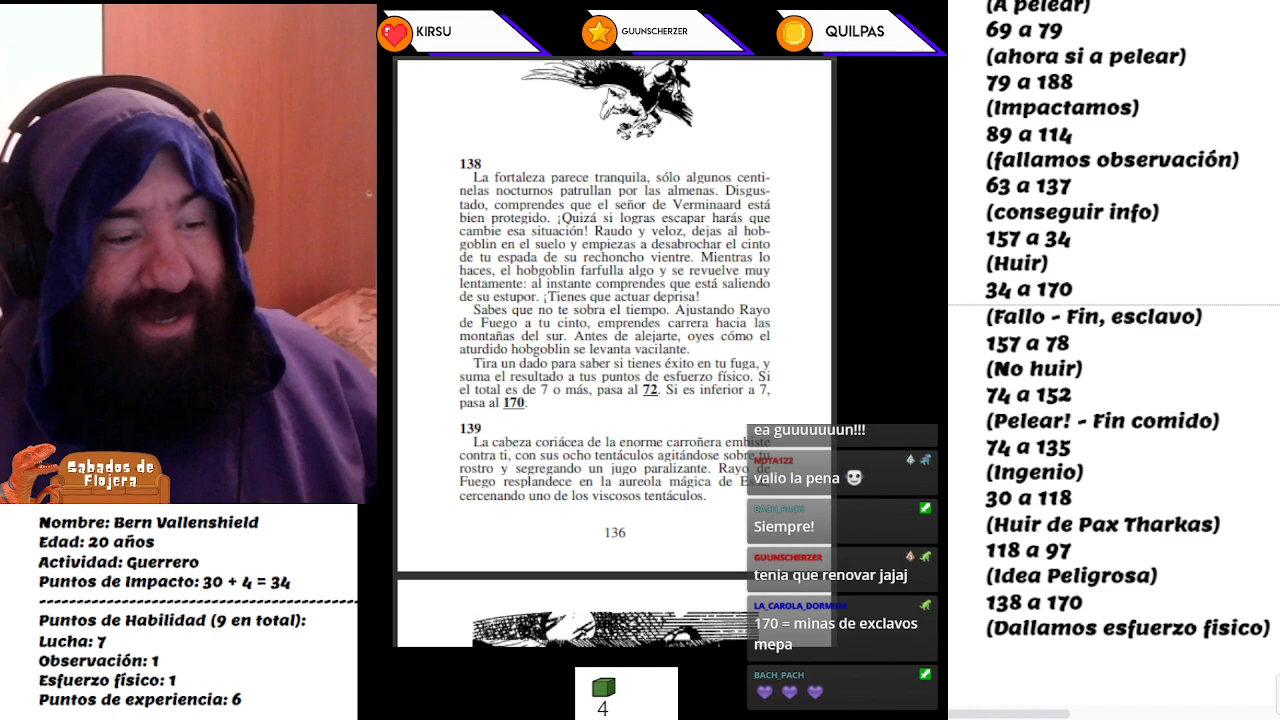 KIRSU
GUUNSCHERZER
QUILPAS
138
La fortaleza parece tranquila, sólo algunos centi-
nelas nocturnos patrullan por las almenas. Disgus-
tado, comprendes que el señor de Verminaard está
bien protegido. ¡Quizá si logras escapar harás que
cambie esa situación! Raudo y veloz, dejas al hob-
goblin en el suelo y empiezas a desabrochar el cinto
de tu espada de su rechoncho vientre. Mientras lo
haces, el hobgoblin farfulla algo y se revuelve muy
lentamente: al instante comprendes que está saliendo
de su estupor. ¡Tienes que actuar deprisa!
Sabes que no te sobra el tiempo. Ajustando Rayo
de Fuego a tu cinto, emprendes carrera hacia las
montañas del sur. Antes de alejarte, oyes cómo el
aturdido hobgoblin se levanta vacilante.
Tira un dado para saber si tienes éxito en tu fuga, y
suma el resultado a tus puntos de esfuerzo físico. Si
el total es de 7 o más, pasa al 72. Si es inferior a 7,
pasa al 170.
139
La cabeza coriácea de la enorme carroñera embiste
contra ti, con sus ocho tentáculos agitándose sobre tu
rostro y segregando un jugo paralizante. Rayo de
Fuego resplandece en la aureola mágica de
cercenando uno de los viscosos tentáculos.
136
ea guuuuuuun!!!
NOTA122
valio la pena
BACH_PACH
Siempre!
GUUNSCHERZER
tenia que renovar jajaj
LA_CAROLA_DORMIDA
170 = minas de exclavos
mepa
BACH_PACH
4
Sabados de
Flojera
Nombre: Bern Vallenshield
Edad: 20 años
Actividad: Guerrero
Puntos de Impacto: 30 + 4 = 34
Puntos de Habilidad (9 en total):
Lucha: 7
Observación: 1
Esfuerzo físico: 1
Puntos de experiencia: 6
(A pelear)
69 a 79
(ahora si a pelear)
79 a 188
(Impactamos)
89 a 114
(fallamos observación)
63 a 137
(conseguir info)
157 a 34
(Huir)
34 a 170
(Fallo - Fin, esclavo)
157 a 78
(No huir)
74 a 152
(Pelear! - Fin comido)
74 a 135
(Ingenio)
30 a 118
(Huir de Pax Tharkas)
118 a 97
(Idea Peligrosa)
138 a 170
(Dallamos esfuerzo fisico)